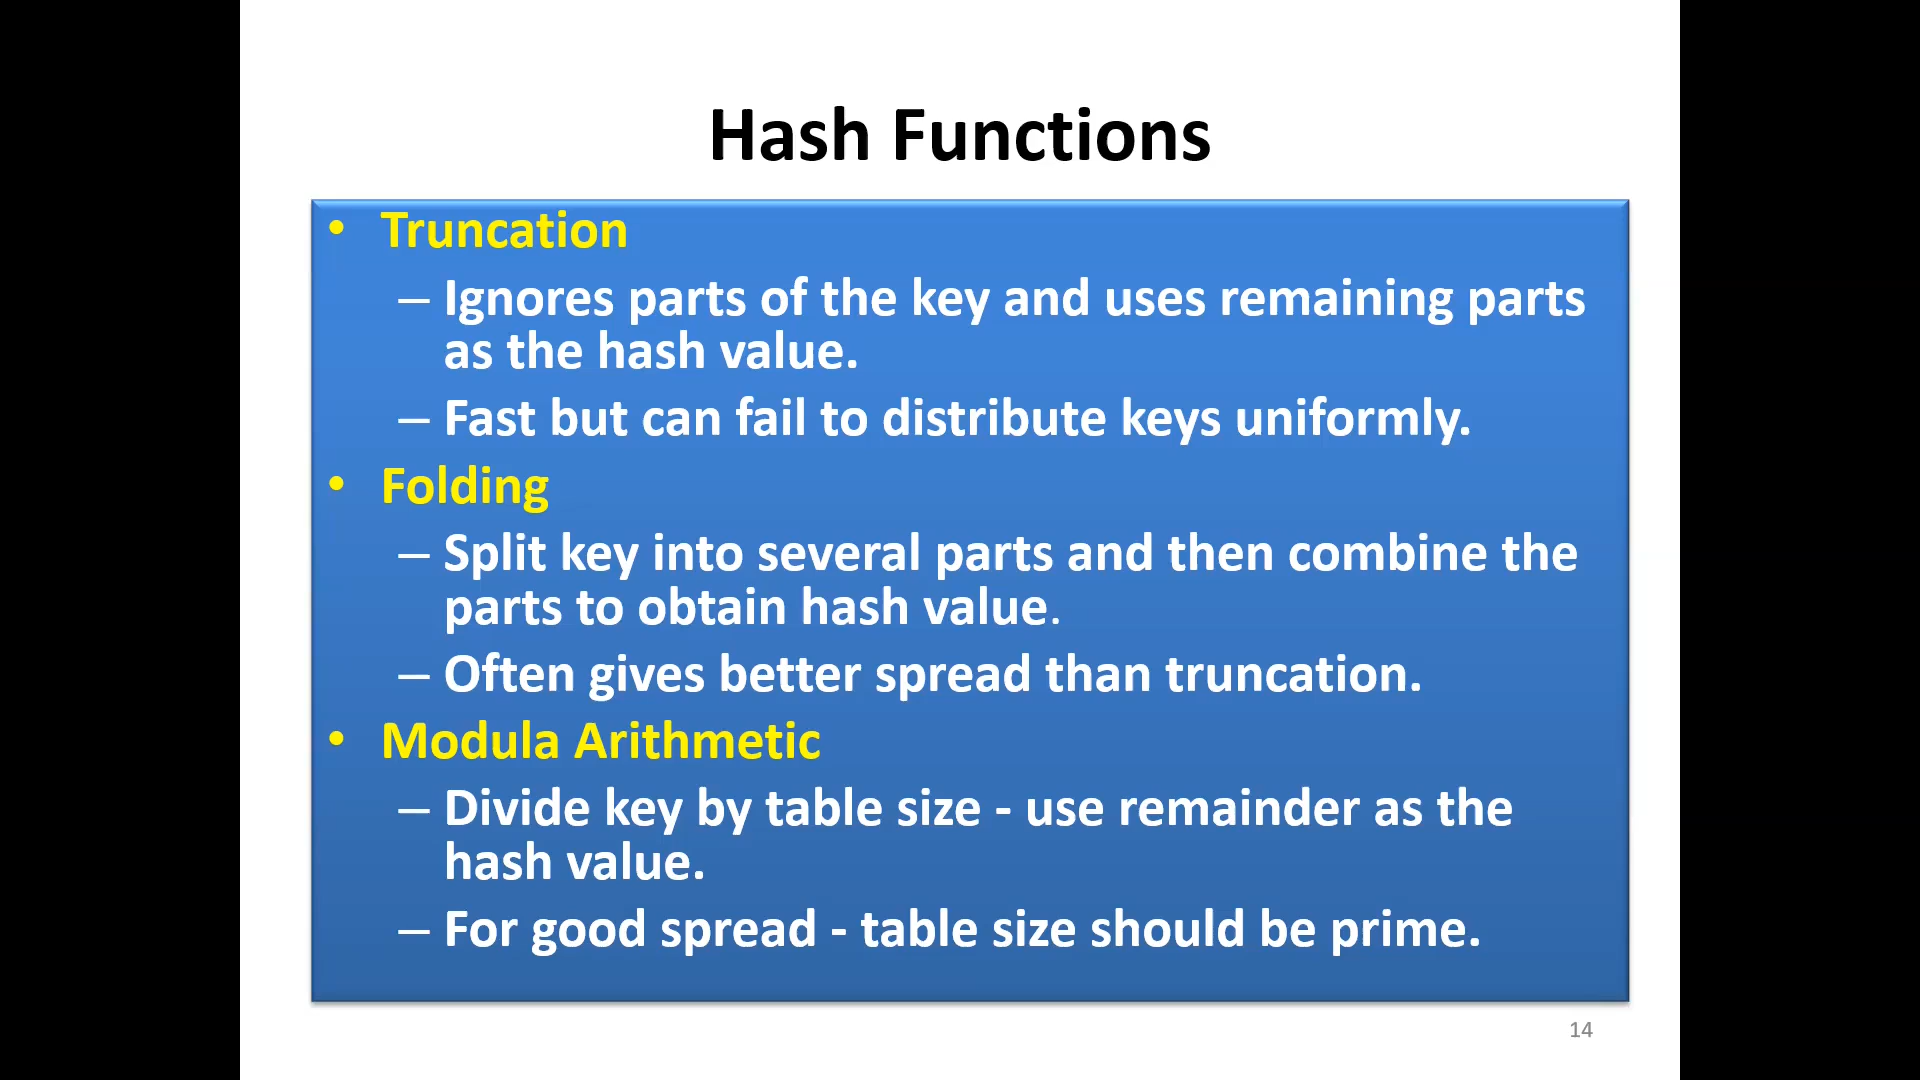 Hash Functions
• Truncation
– Ignores parts of the key and uses remaining parts
as the hash value.
– Fast but can fail to distribute keys uniformly.
• Folding
– Split key into several parts and then combine the
parts to obtain hash value.
– Often gives better spread than truncation.
• Modula Arithmetic
– Divide key by table size - use remainder as the
hash value.
– For good spread - table size should be prime.
14